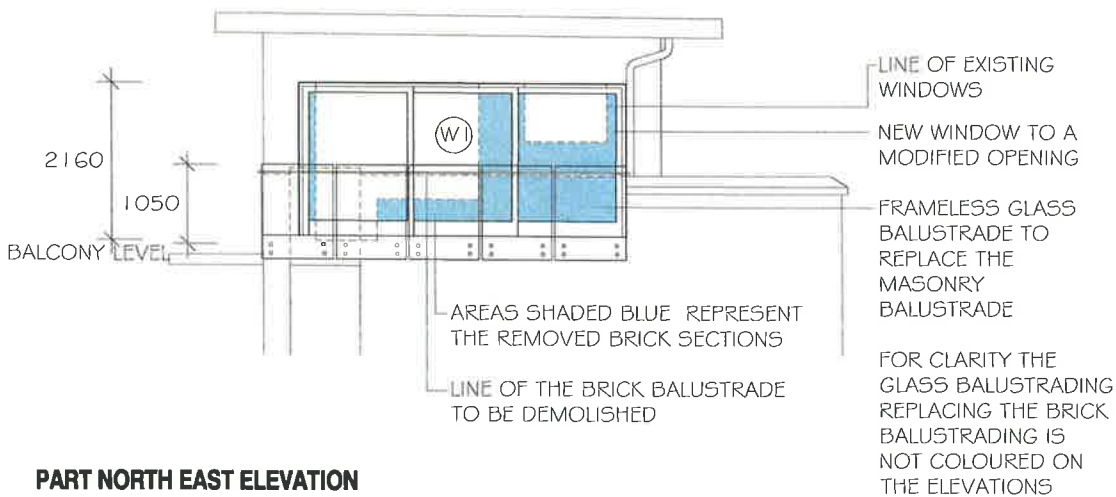 LINE OF EXISTING
WINDOWS
NEW WINDOW TO A
MODIFIED OPENING
W1
2160
1050
FRAMELESS GLASS
BALUSTRADE TO
REPLACE THE
MASONRY
BALUSTRADE
BALCONY LEVEL
AREAS SHADED BLUE REPRESENT
THE REMOVED BRICK SECTIONS
LINE OF THE BRICK BALUSTRADE
TO BE DEMOLISHED
FOR CLARITY THE
GLASS BALUSTRADING
REPLACING THE BRICK
BALUSTRADING IS
NOT COLOURED ON
THE ELEVATIONS
PART NORTH EAST ELEVATION